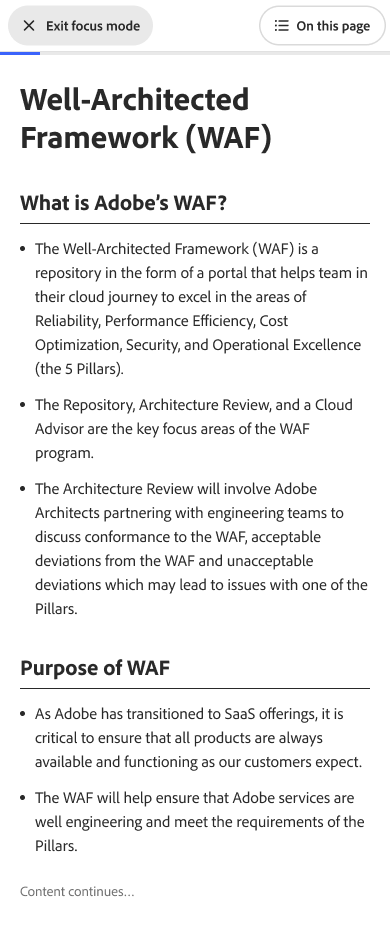 Exit focus mode
On this page
Well-Architected
Framework (WAF)
What is Adobe’s WAF?
• The Well-Architected Framework (WAF) is a
repository in the form of a portal that helps team in
their cloud journey to excel in the areas of
Reliability, Performance Efficiency, Cost
Optimization, Security, and Operational Excellence
(the 5 Pillars).
• The Repository, Architecture Review, and a Cloud
Advisor are the key focus areas of the WAF
program.
• The Architecture Review will involve Adobe
Architects partnering with engineering teams to
discuss conformance to the WAF, acceptable
deviations from the WAF and unacceptable
deviations which may lead to issues with one of the
Pillars.
Purpose of WAF
• As Adobe has transitioned to SaaS offerings, it is
critical to ensure that all products are always
available and functioning as our customers expect.
• The WAF will help ensure that Adobe services are
well engineering and meet the requirements of the
Pillars.
Content continues…